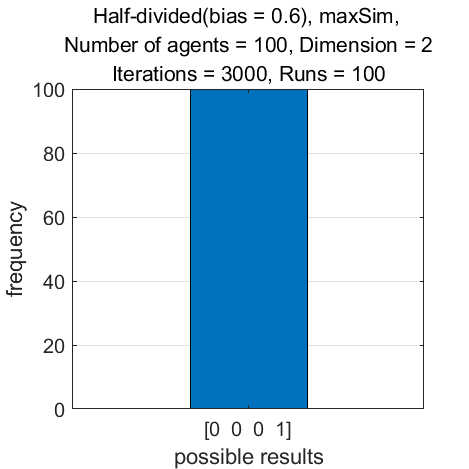 Half-divided(bias = 0.6), maxSim,
Number of agents = 100, Dimension = 2
Iterations = 3000, Runs = 100
100
80
60
40
20
0
frequency
[0 0 0 1]
possible results